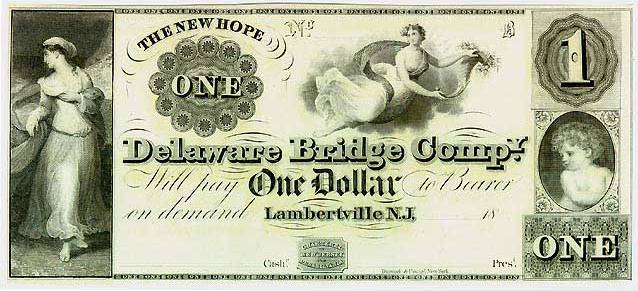 THE NEW HOPE
No B
ONE
1
Delaware Bridge Compy.
Will pay One Dollar to Bearer
on demand Lambertville N.J. 18
ONE
Cashr. Prest.